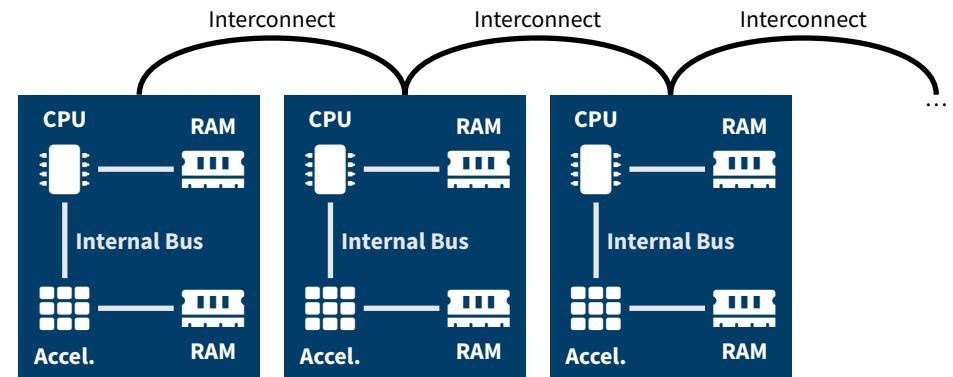 Interconnect
Interconnect
Interconnect
...
CPU
RAM
Internal Bus
Accel.
RAM
CPU
RAM
Internal Bus
Accel.
RAM
CPU
RAM
Internal Bus
Accel.
RAM